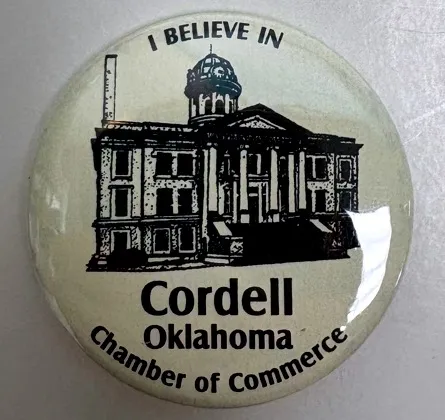 I BELIEVE IN
Cordell
Oklahoma
Chamber of Commerce